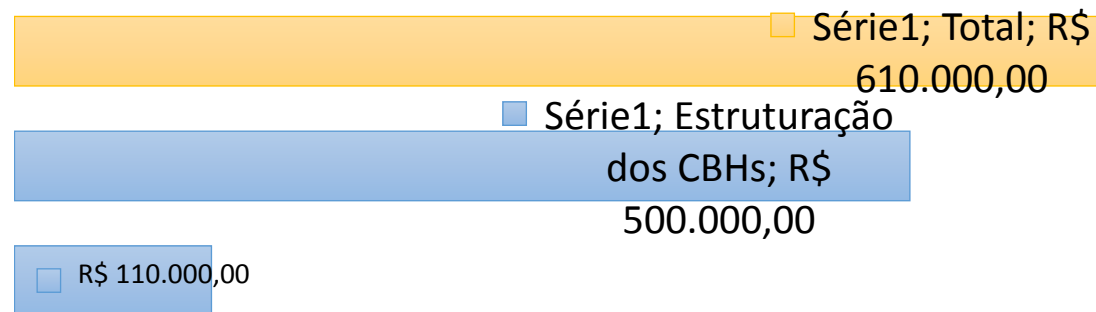 Série1; Total; R$
610.000,00
Série1; Estruturação
dos CBHs; R$
500.000,00
R$ 110.000,00